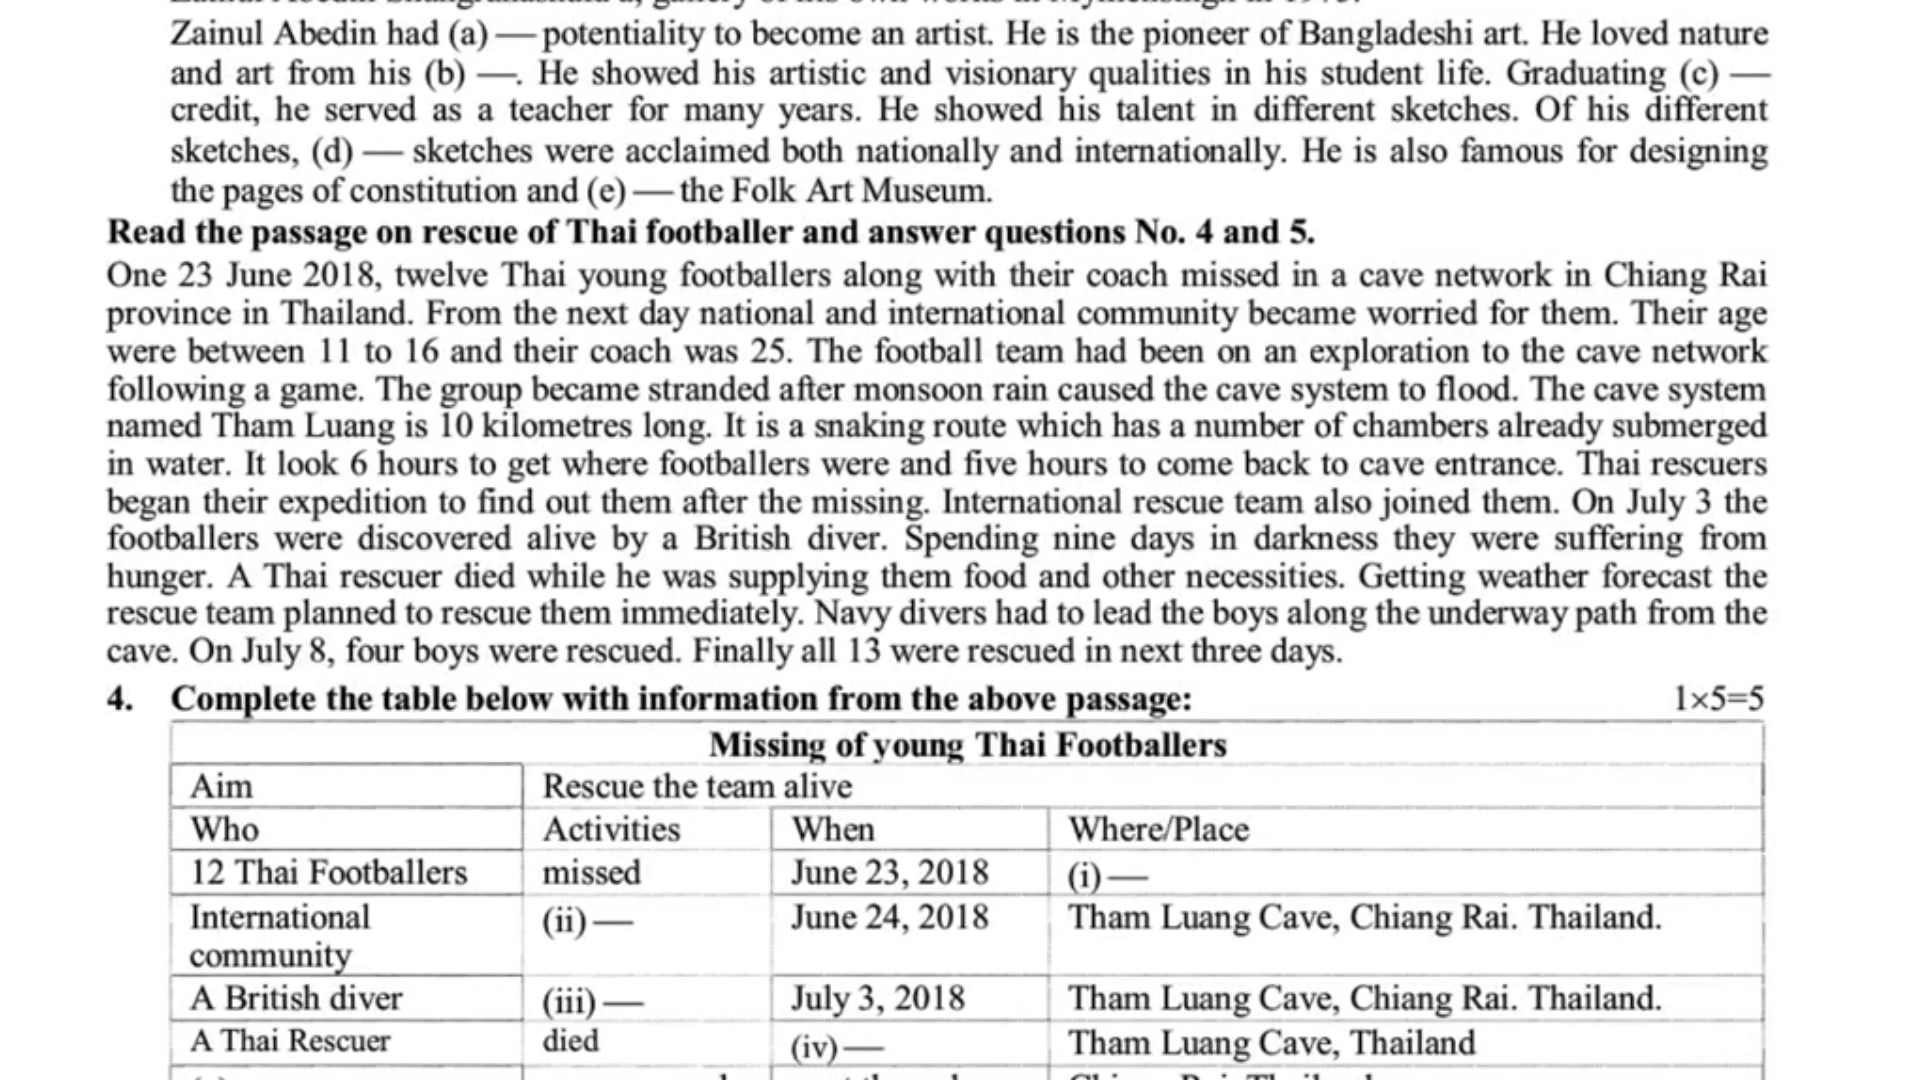 Zainul Abedin had (a) — potentiality to become an artist. He is the pioneer of Bangladeshi art. He loved nature
and art from his (b) —. He showed his artistic and visionary qualities in his student life. Graduating (c) —
credit, he served as a teacher for many years. He showed his talent in different sketches. Of his different
sketches, (d) — sketches were acclaimed both nationally and internationally. He is also famous for designing
the pages of constitution and (e) — the Folk Art Museum.
Read the passage on rescue of Thai footballer and answer questions No. 4 and 5.
One 23 June 2018, twelve Thai young footballers along with their coach missed in a cave network in Chiang Rai
province in Thailand. From the next day national and international community became worried for them. Their age
were between 11 to 16 and their coach was 25. The football team had been on an exploration to the cave network
following a game. The group became stranded after monsoon rain caused the cave system to flood. The cave system
named Tham Luang is 10 kilometres long. It is a snaking route which has a number of chambers already submerged
in water. It look 6 hours to get where footballers were and five hours to come back to cave entrance. Thai rescuers
began their expedition to find out them after the missing. International rescue team also joined them. On July 3 the
footballers were discovered alive by a British diver. Spending nine days in darkness they were suffering from
hunger. A Thai rescuer died while he was supplying them food and other necessities. Getting weather forecast the
rescue team planned to rescue them immediately. Navy divers had to lead the boys along the underway path from the
cave. On July 8, four boys were rescued. Finally all 13 were rescued in next three days.
4. Complete the table below with information from the above passage: 1×5=5
Missing of young Thai Footballers
Aim Rescue the team alive
Who Activities When Where/Place
12 Thai Footballers missed June 23, 2018 (i) —
International community (ii) — June 24, 2018 Tham Luang Cave, Chiang Rai. Thailand.
A British diver (iii) — July 3, 2018 Tham Luang Cave, Chiang Rai. Thailand.
A Thai Rescuer died (iv) — Tham Luang Cave, Thailand